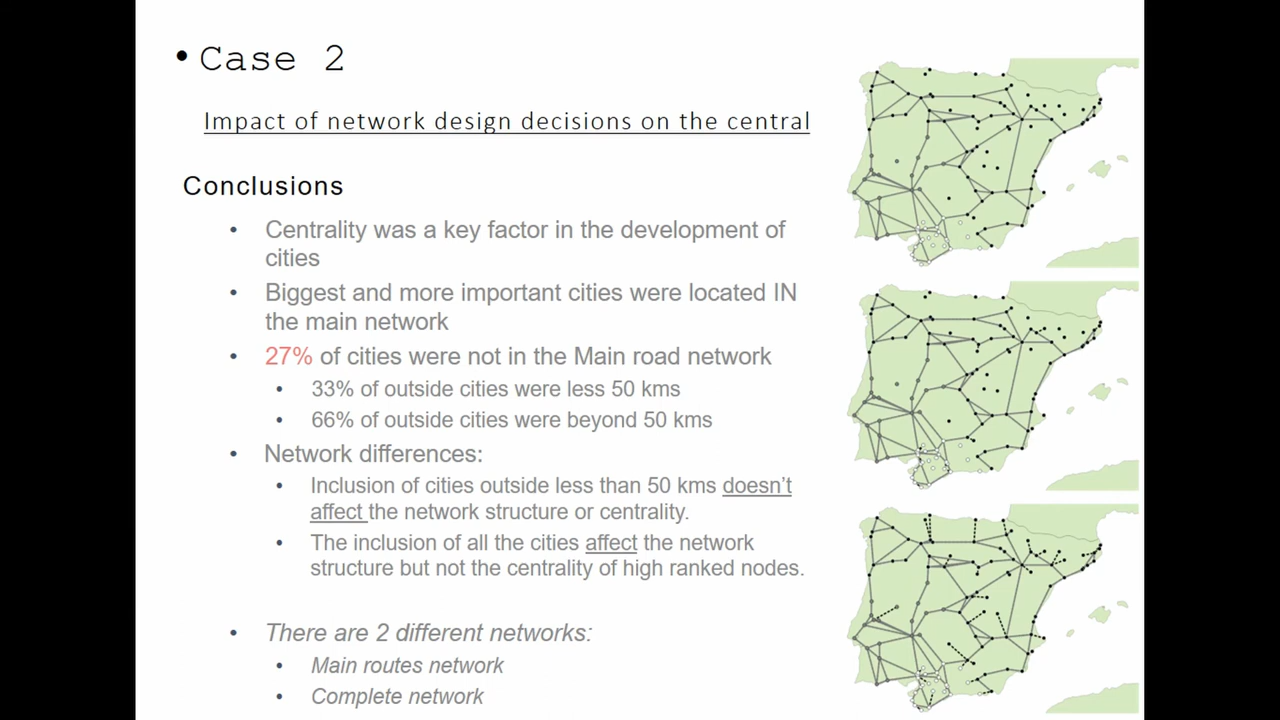 • Case 2
Impact of network design decisions on the central
Conclusions
• Centrality was a key factor in the development of
cities
• Biggest and more important cities were located IN
the main network
• 27% of cities were not in the Main road network
• 33% of outside cities were less 50 kms
• 66% of outside cities were beyond 50 kms
• Network differences:
• Inclusion of cities outside less than 50 kms doesn’t
affect the network structure or centrality.
• The inclusion of all the cities affect the network
structure but not the centrality of high ranked nodes.
• There are 2 different networks:
• Main routes network
• Complete network